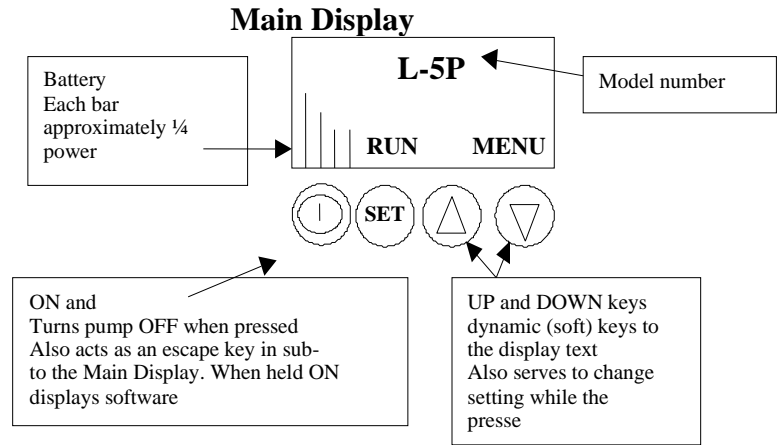 Main Display
L-5P
RUN MENU
SET
Battery
Each bar
approximately ¼
power
Model number
ON and
Turns pump OFF when pressed
Also acts as an escape key in sub-
to the Main Display. When held ON
displays software
UP and DOWN keys
dynamic (soft) keys to
the display text
Also serves to change
setting while the
presse